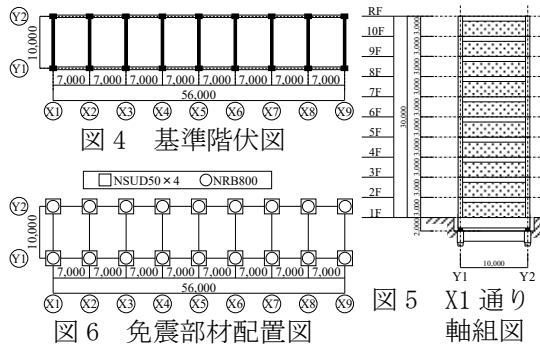 Y2
Y1
10,000
7,000 7,000 7,000 7,000 7,000 7,000 7,000 7,000
56,000
X1 X2 X3 X4 X5 X6 X7 X8 X9
図4 基準階伏図
□NSUD50×4 ○NRB800
Y2
Y1
10,000
7,000 7,000 7,000 7,000 7,000 7,000 7,000 7,000
56,000
X1 X2 X3 X4 X5 X6 X7 X8 X9
図6 免震部材配置図
RF
10F
9F
8F
7F
6F
5F
4F
3F
2F
1F
30,000
3,000 3,000 3,000 3,000 3,000 3,000 3,000 3,000 3,000 3,000
2,000
10,000
Y1 Y2
図5 X1通り
軸組図